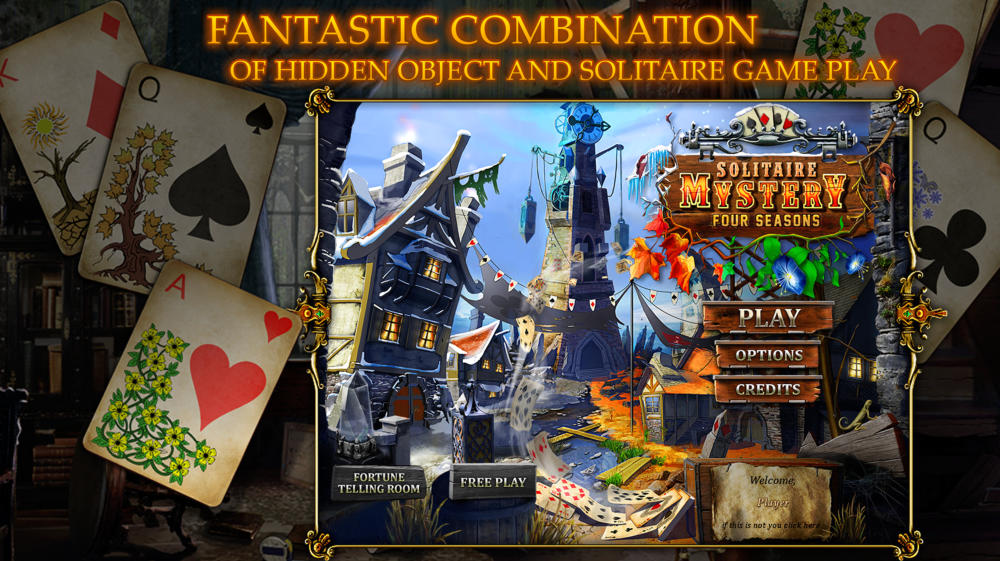 FANTASTIC COMBINATION
OF HIDDEN OBJECT AND SOLITAIRE GAME PLAY
K
Q
A
Q
SOLITAIRE
MYSTERY
FOUR SEASONS
PLAY
OPTIONS
CREDITS
FORTUNE
TELLING ROOM
FREE PLAY
Welcome,
Player
if this is not you click here